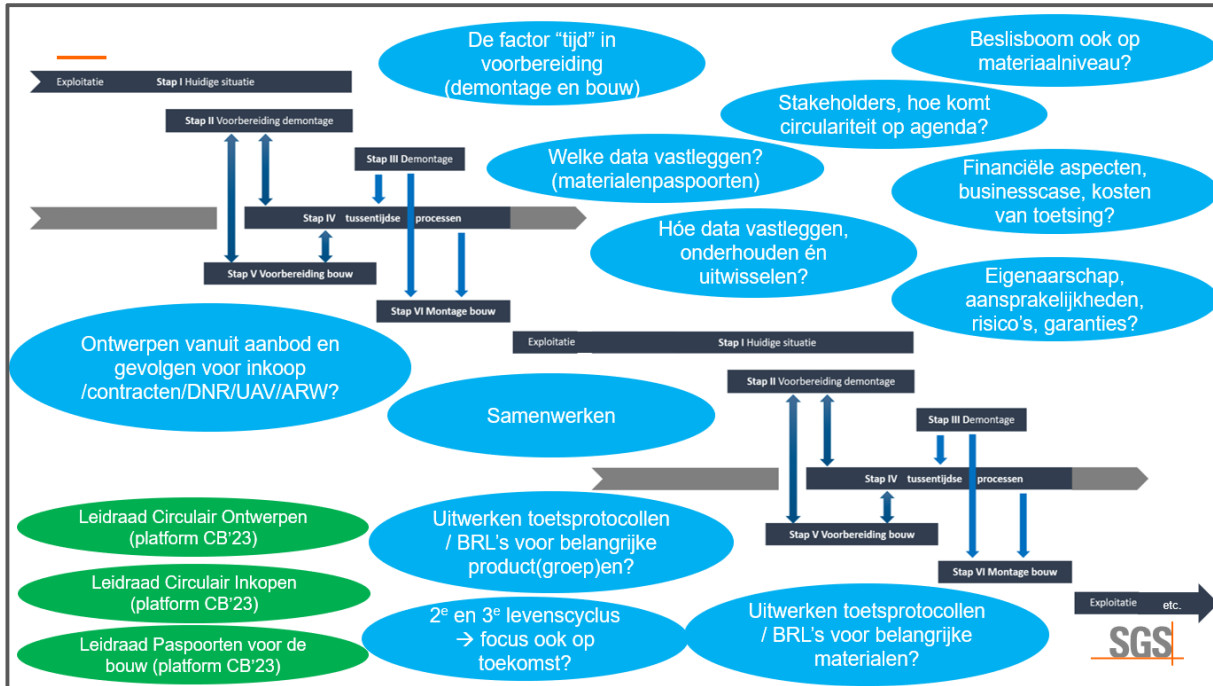 De factor “tijd” in
voorbereiding
(demontage en bouw)
Beslisboom ook op
materiaalniveau?
Exploitatie Stap I Huidige situatie
Stakeholders, hoe komt
circulariteit op agenda?
Stap II Voorbereiding demontage
Stap III Demontage
Welke data vastleggen?
(materialenpaspoorten)
Financiële aspecten,
businesscase, kosten
van toetsing?
Stap IV tussentijdse processen
Hóe data vastleggen,
onderhouden én
uitwisselen?
Stap V Voorbereiding bouw
Eigenaarschap,
aansprakelijkheden,
risico’s, garanties?
Stap VI Montage bouw
Ontwerpen vanuit aanbod en
gevolgen voor inkoop
/contracten/DNR/UAV/ARW?
Exploitatie Stap I Huidige situatie
Stap II Voorbereiding demontage
Samenwerken
Stap III Demontage
Stap IV tussentijdse processen
Leidraad Circulair Ontwerpen
(platform CB’23)
Uitwerken toetsprotocollen
/ BRL’s voor belangrijke
product(groep)en?
Stap V Voorbereiding bouw
Stap VI Montage bouw
Leidraad Circulair Inkopen
(platform CB’23)
Exploitatie etc.
Leidraad Paspoorten voor de
bouw (platform CB’23)
2e en 3e levenscyclus
→ focus ook op
toekomst?
Uitwerken toetsprotocollen
/ BRL’s voor belangrijke
materialen?
SGS